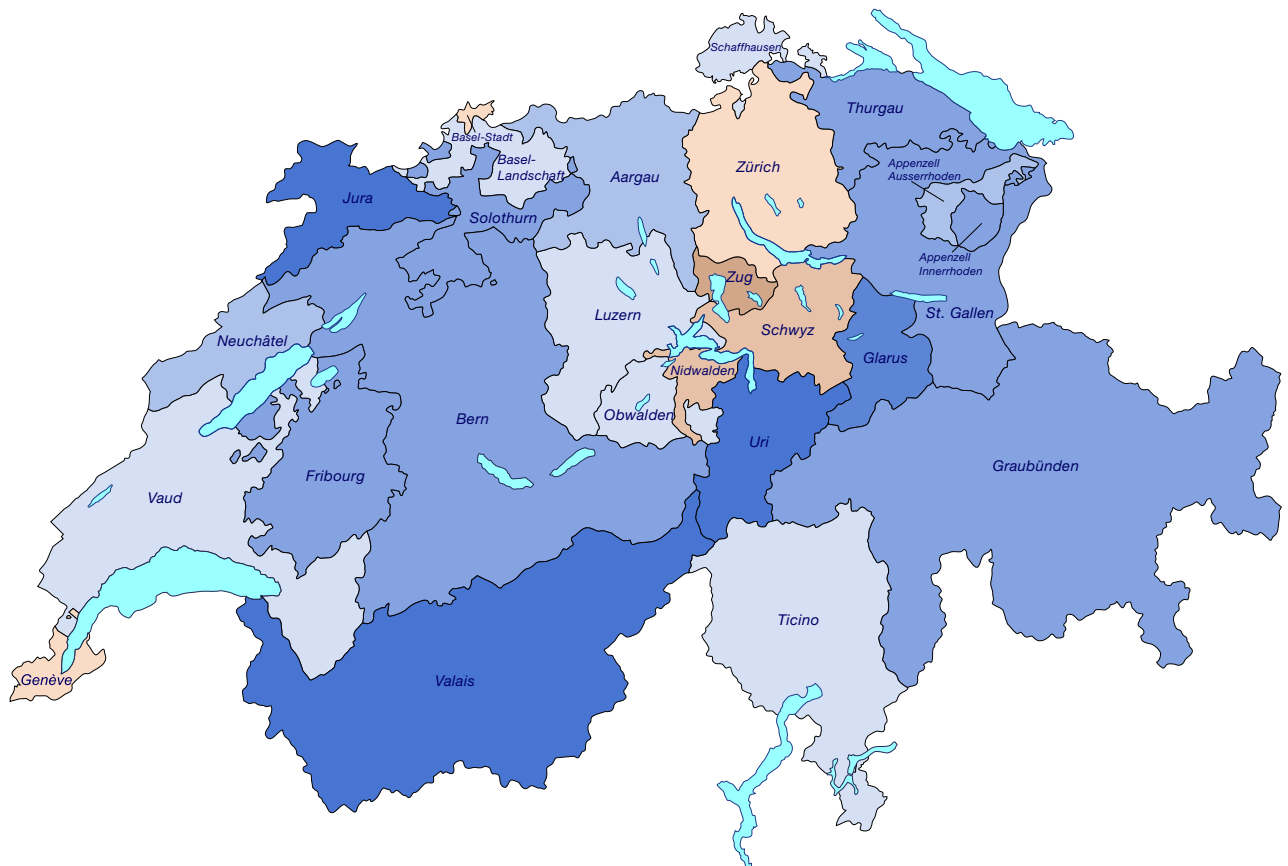 Schaffhausen
Thurgau
Basel-Stadt
Basel-
Landschaft
Aargau
Zürich
Appenzell
Ausserrhoden
Jura
Solothurn
Appenzell
Innerrhoden
Zug
Luzern
Schwyz
St. Gallen
Neuchâtel
Glarus
Nidwalden
Obwalden
Bern
Uri
Graubünden
Fribourg
Vaud
Ticino
Genève
Valais